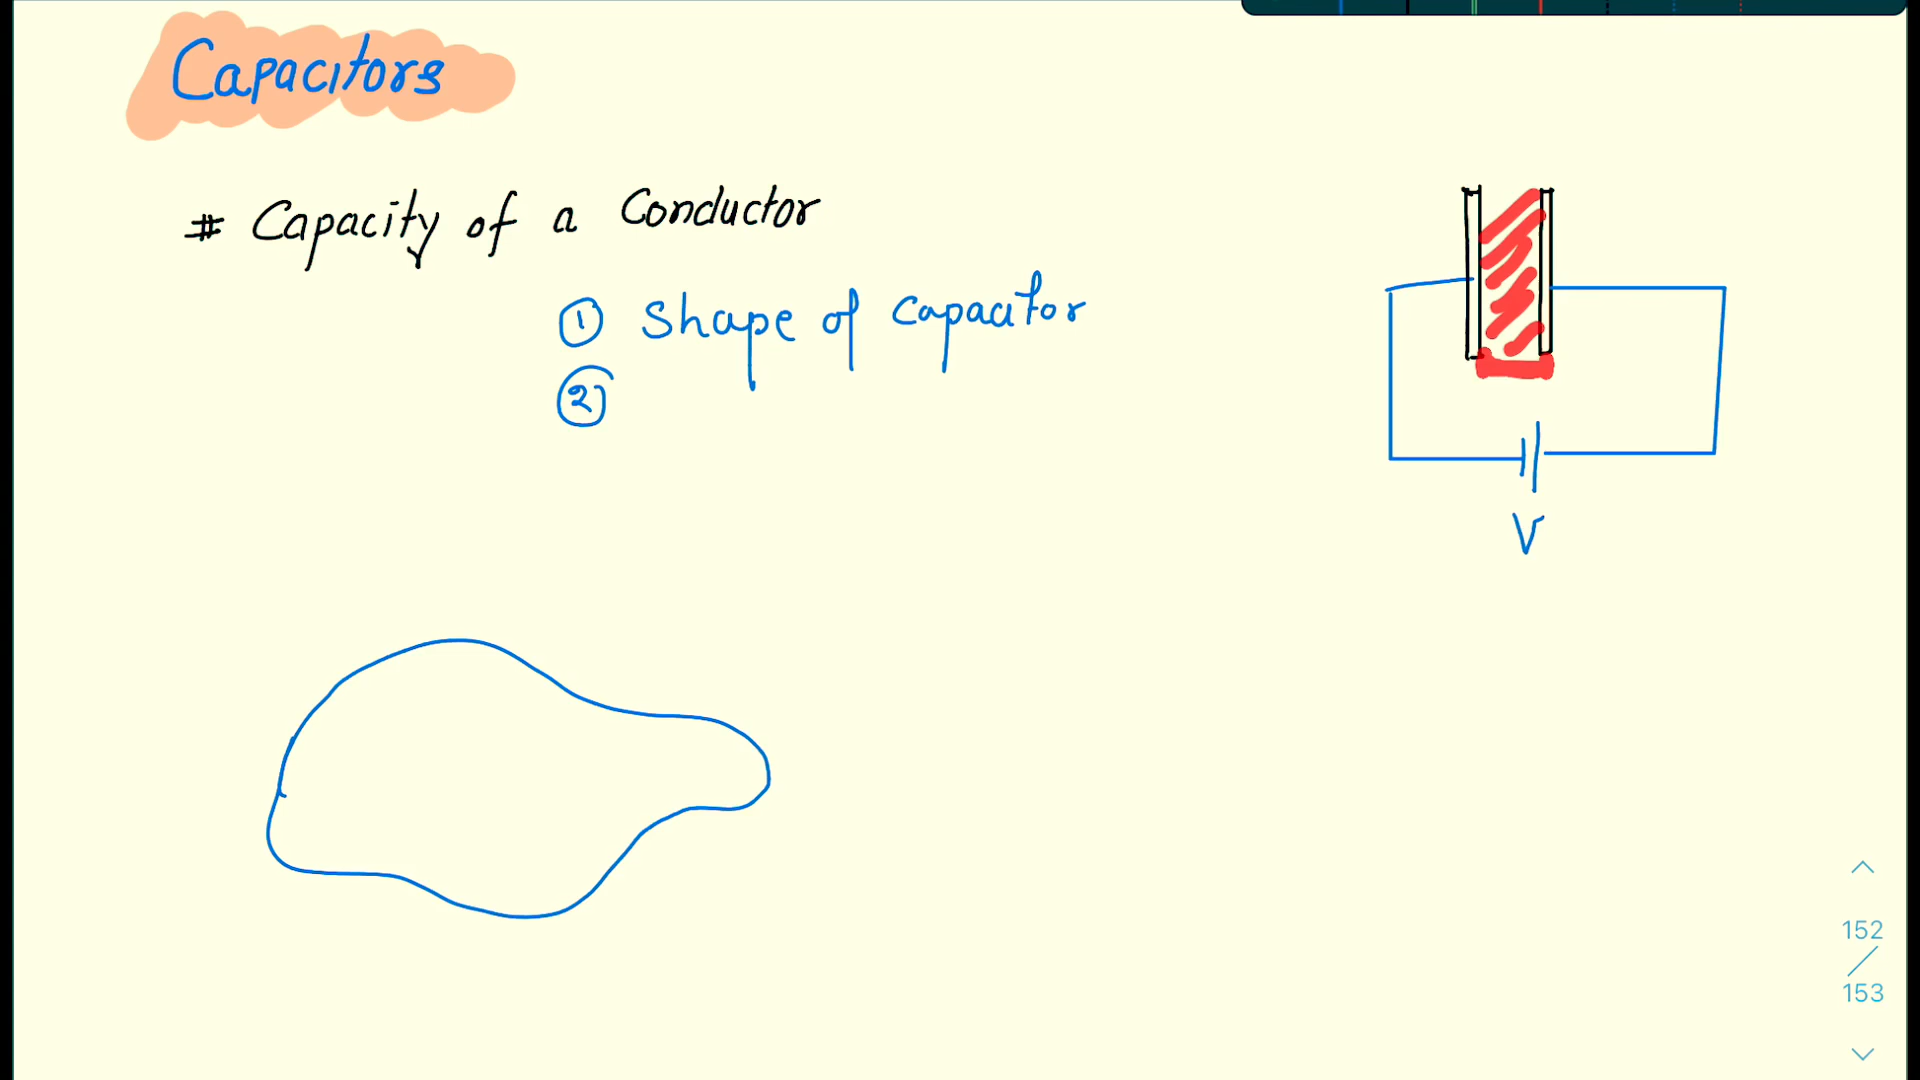 Capacitors
# Capacity of a Conductor
① Shape of Capacitor
②
V
152
/
153